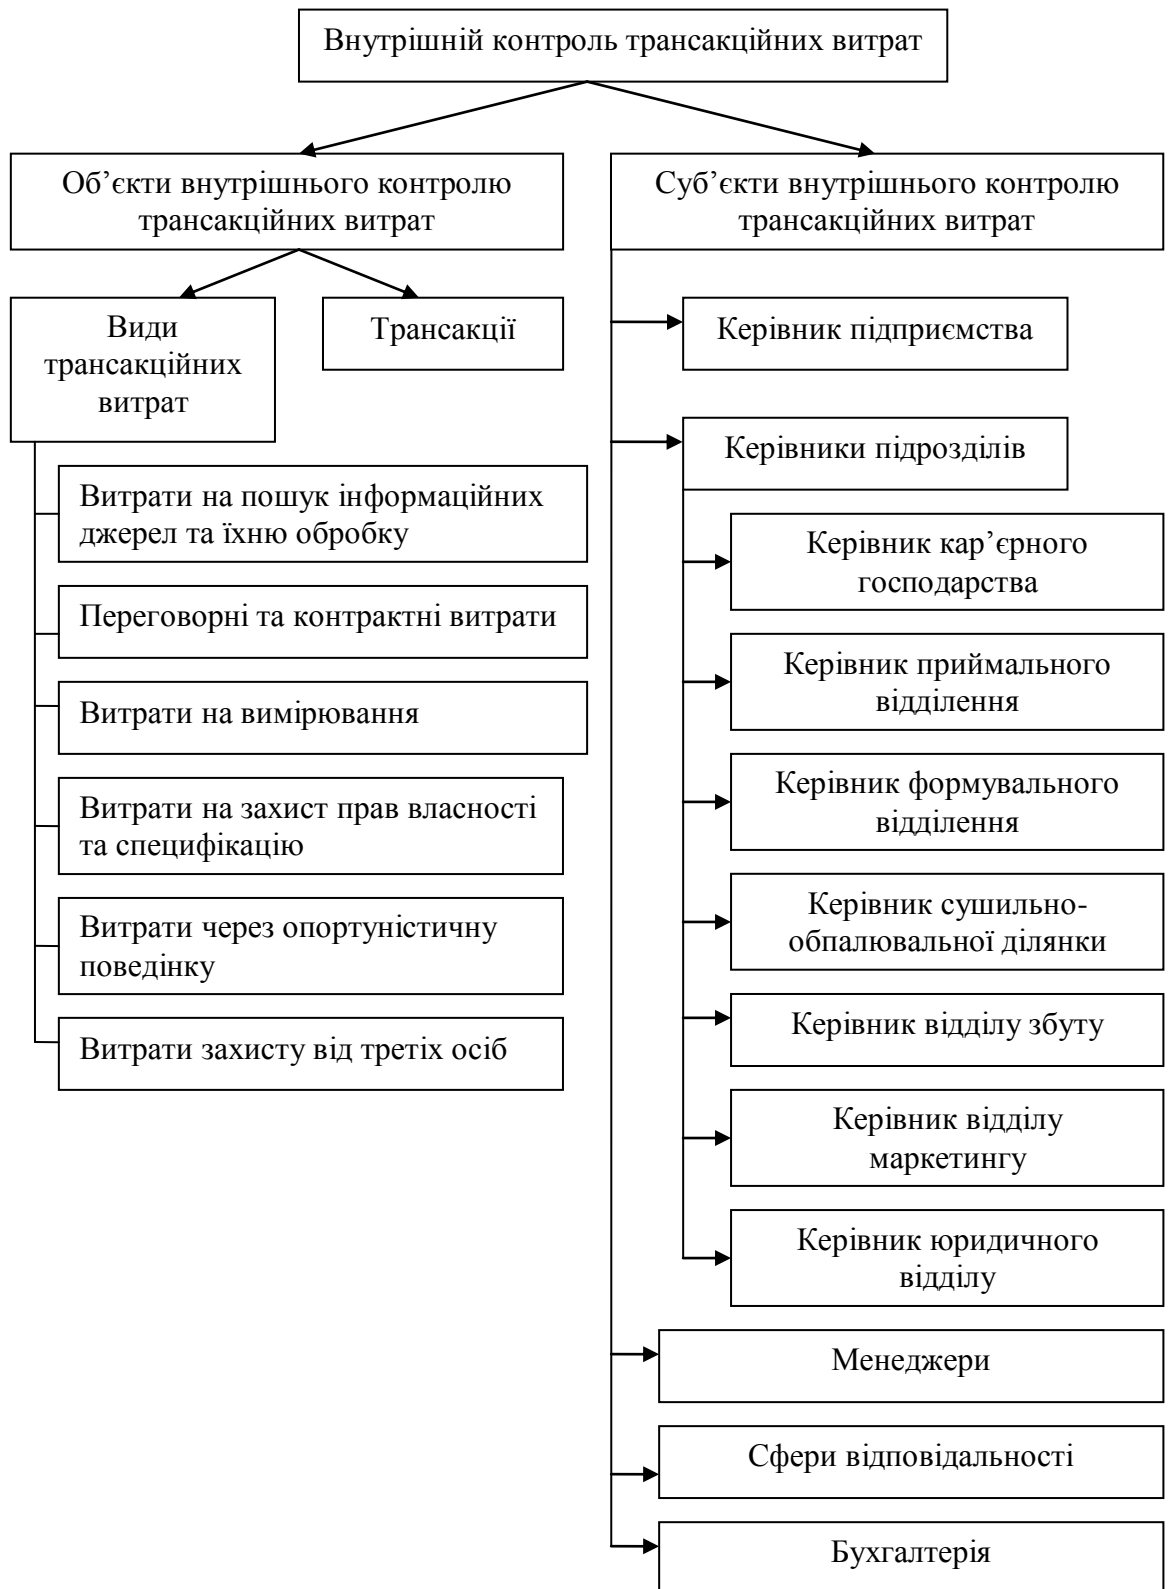 Внутрішній контроль трансакційних витрат
Об’єкти внутрішнього контролю
трансакційних витрат
Суб’єкти внутрішнього контролю
трансакційних витрат
Види
трансакційних
витрат
Трансакції
Витрати на пошук інформаційних
джерел та їхню обробку
Переговорні та контрактні витрати
Витрати на вимірювання
Витрати на захист прав власності
та специфікацію
Витрати через опортуністичну
поведінку
Витрати захисту від третіх осіб
Керівник підприємства
Керівники підрозділів
Керівник кар’єрного
господарства
Керівник приймального
відділення
Керівник формувального
відділення
Керівник сушильно-
обпалювальної ділянки
Керівник відділу збуту
Керівник відділу
маркетингу
Керівник юридичного
відділу
Менеджери
Сфери відповідальності
Бухгалтерія